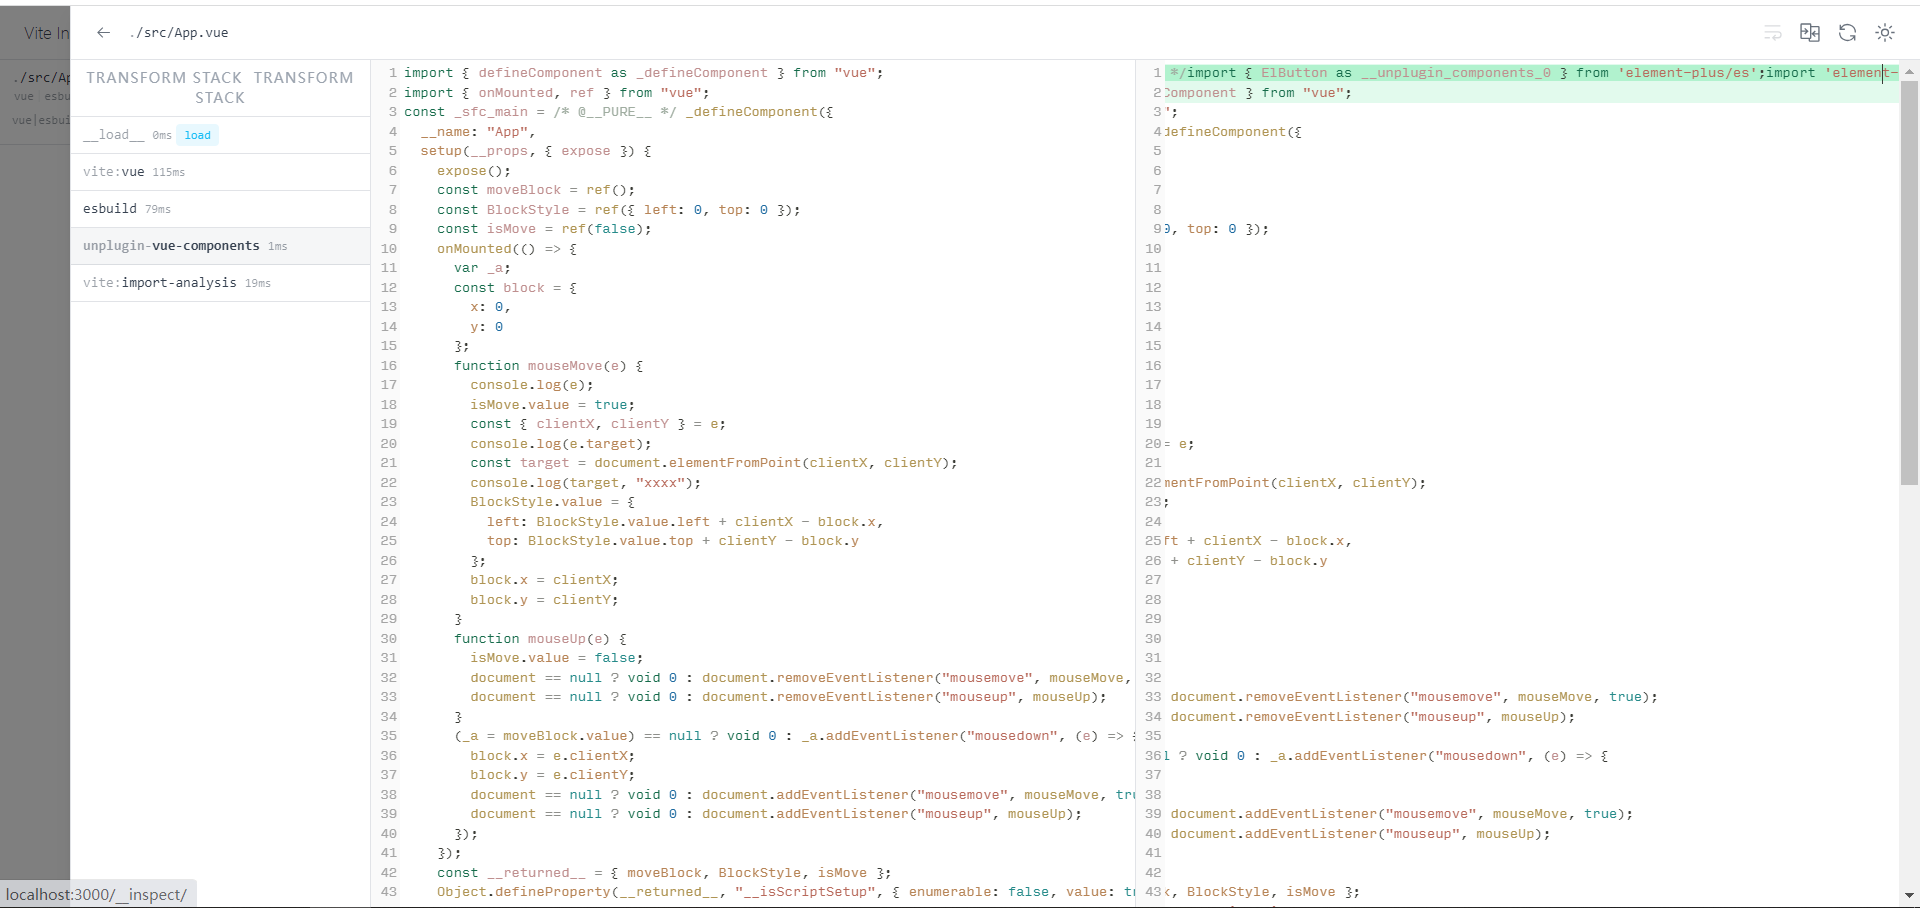 Vite In
./src/Ap
vue esbu
vue|esbui
./src/App.vue
TRANSFORM STACK TRANSFORM
STACK
__load__ 0ms load
vite:vue 115ms
esbuild 79ms
unplugin-vue-components 1ms
vite:import-analysis 19ms
1 import { defineComponent as _defineComponent } from "vue";
2 import { onMounted, ref } from "vue";
3 const _sfc_main = /* @__PURE__ */ _defineComponent({
4 __name: "App",
5 setup(__props, { expose }) {
6 expose();
7 const moveBlock = ref();
8 const BlockStyle = ref({ left: 0, top: 0 });
9 const isMove = ref(false);
10 onMounted(() => {
11 var _a;
12 const block = {
13 x: 0,
14 y: 0
15 };
16 function mouseMove(e) {
17 console.log(e);
18 isMove.value = true;
19 const { clientX, clientY } = e;
20 console.log(e.target);
21 const target = document.elementFromPoint(clientX, clientY);
22 console.log(target, "xxxx");
23 BlockStyle.value = {
24 left: BlockStyle.value.left + clientX - block.x,
25 top: BlockStyle.value.top + clientY - block.y
26 };
27 block.x = clientX;
28 block.y = clientY;
29 }
30 function mouseUp(e) {
31 isMove.value = false;
32 document == null ? void 0 : document.removeEventListener("mousemove", mouseMove,
33 document == null ? void 0 : document.removeEventListener("mouseup", mouseUp);
34 }
35 (_a = moveBlock.value) == null ? void 0 : _a.addEventListener("mousedown", (e) =>
36 block.x = e.clientX;
37 block.y = e.clientY;
38 document == null ? void 0 : document.addEventListener("mousemove", mouseMove, tru
39 document == null ? void 0 : document.addEventListener("mouseup", mouseUp);
40 });
41 });
42 const __returned__ = { moveBlock, BlockStyle, isMove };
43 Object.defineProperty(__returned__, "__isScriptSetup", { enumerable: false, value: tr
1 */import { ElButton as __unplugin_components_0 } from 'element-plus/es';import 'element-
2 Component } from "vue";
3 ";
4 defineComponent({
5
6
7
8
9 0, top: 0 });
10
11
12
13
14
15
16
17
18
19
20 = e;
21
22 mentFromPoint(clientX, clientY);
23 ;
24
25 ft + clientX - block.x,
26 + clientY - block.y
27
28
29
30
31
32
33 document.removeEventListener("mousemove", mouseMove, true);
34 document.removeEventListener("mouseup", mouseUp);
35
36 l ? void 0 : _a.addEventListener("mousedown", (e) => {
37
38
39 document.addEventListener("mousemove", mouseMove, true);
40 document.addEventListener("mouseup", mouseUp);
41
42
43 k, BlockStyle, isMove };
localhost:3000/__inspect/